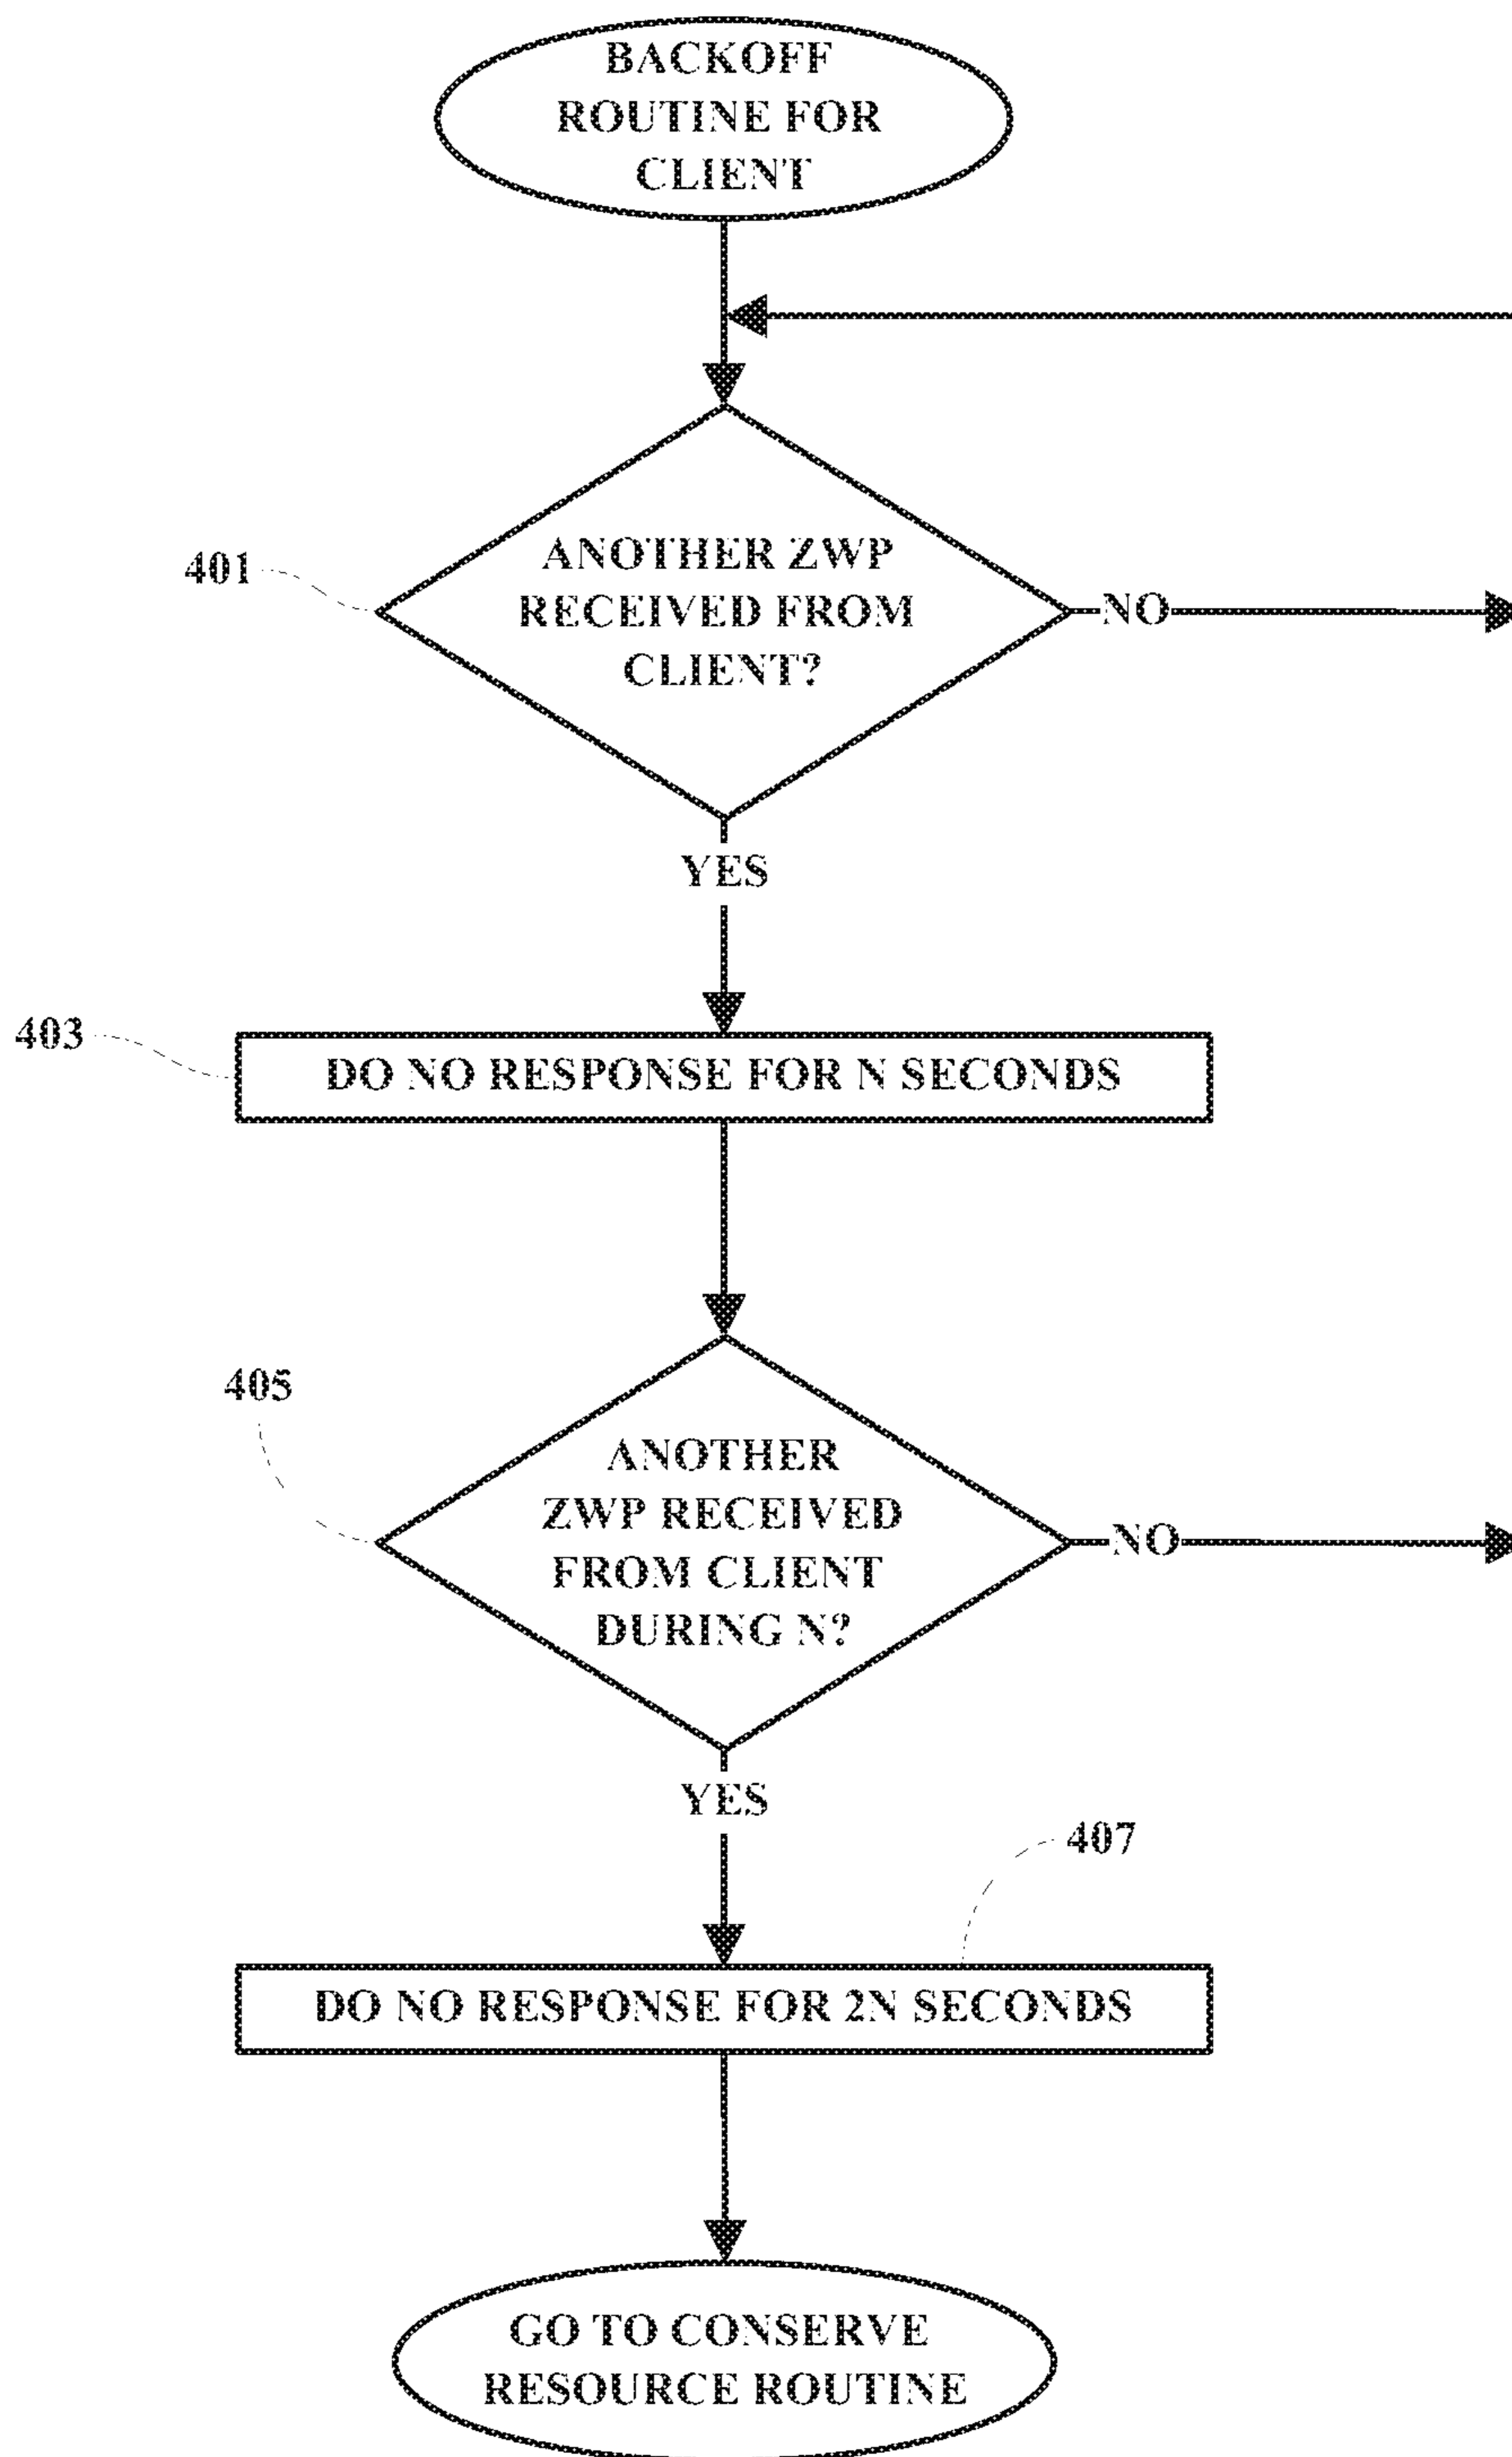 BACKOFF
ROUTINE FOR
CLIENT
401
ANOTHER ZWP
RECEIVED FROM
CLIENT?
NO
YES
403
DO NO RESPONSE FOR N SECONDS
405
ANOTHER
ZWP RECEIVED
FROM CLIENT
DURING N?
NO
YES
407
DO NO RESPONSE FOR 2N SECONDS
GO TO CONSERVE
RESOURCE ROUTINE